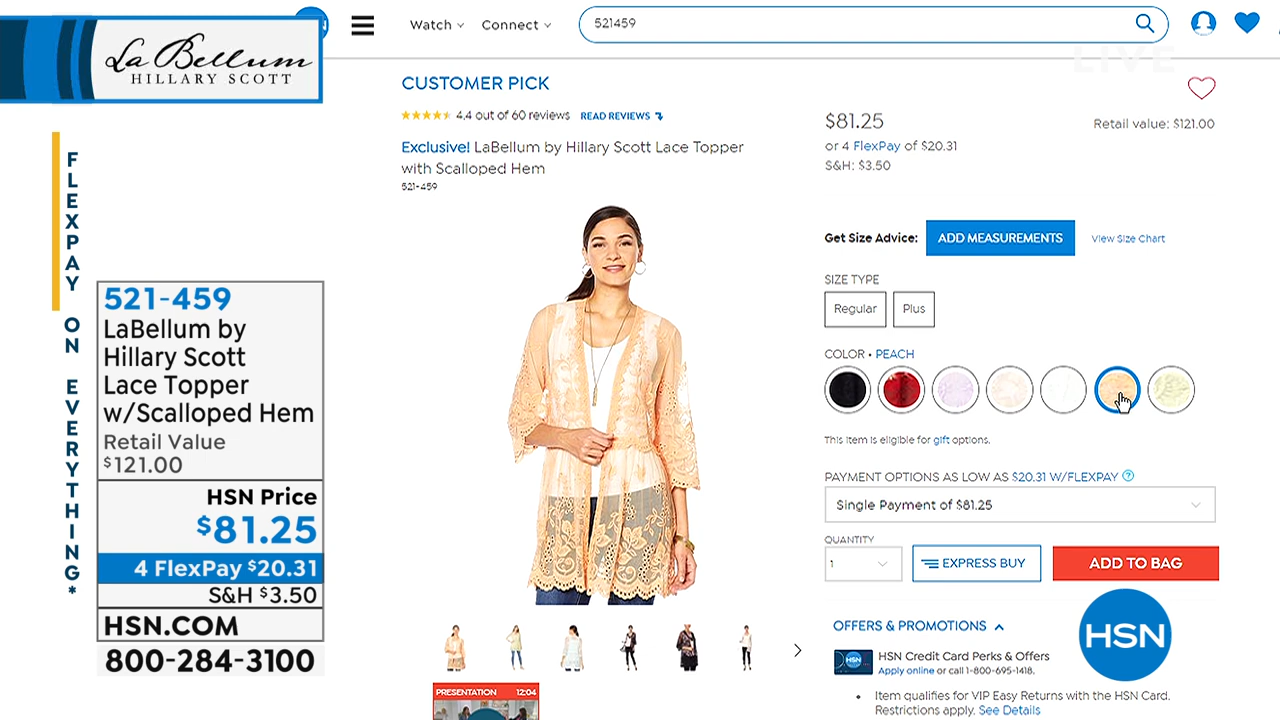 La Bellum
HILLARY SCOTT
Watch
Connect
521459
LIVE
FLEXPAY ON EVERYTHING*
521-459
LaBellum by
Hillary Scott
Lace Topper
w/Scalloped Hem
Retail Value
$121.00
HSN Price
$81.25
4 FlexPay $20.31
S&H $3.50
HSN.COM
800-284-3100
CUSTOMER PICK
4.4 out of 60 reviews READ REVIEWS
Exclusive! LaBellum by Hillary Scott Lace Topper
with Scalloped Hem
521-459
PRESENTATION 12:04
$81.25
Retail value: $121.00
or 4 FlexPay of $20.31
S&H: $3.50
Get Size Advice: ADD MEASUREMENTS View Size Chart
SIZE TYPE
Regular Plus
COLOR • PEACH
This item is eligible for gift options.
PAYMENT OPTIONS AS LOW AS $20.31 W/FLEXPAY ?
Single Payment of $81.25
QUANTITY
1
EXPRESS BUY
ADD TO BAG
OFFERS & PROMOTIONS
HSN
HSN
HSN Credit Card Perks & Offers
Apply online or call 1-800-695-1418.
• Item qualifies for VIP Easy Returns with the HSN Card.
Restrictions apply. See Details